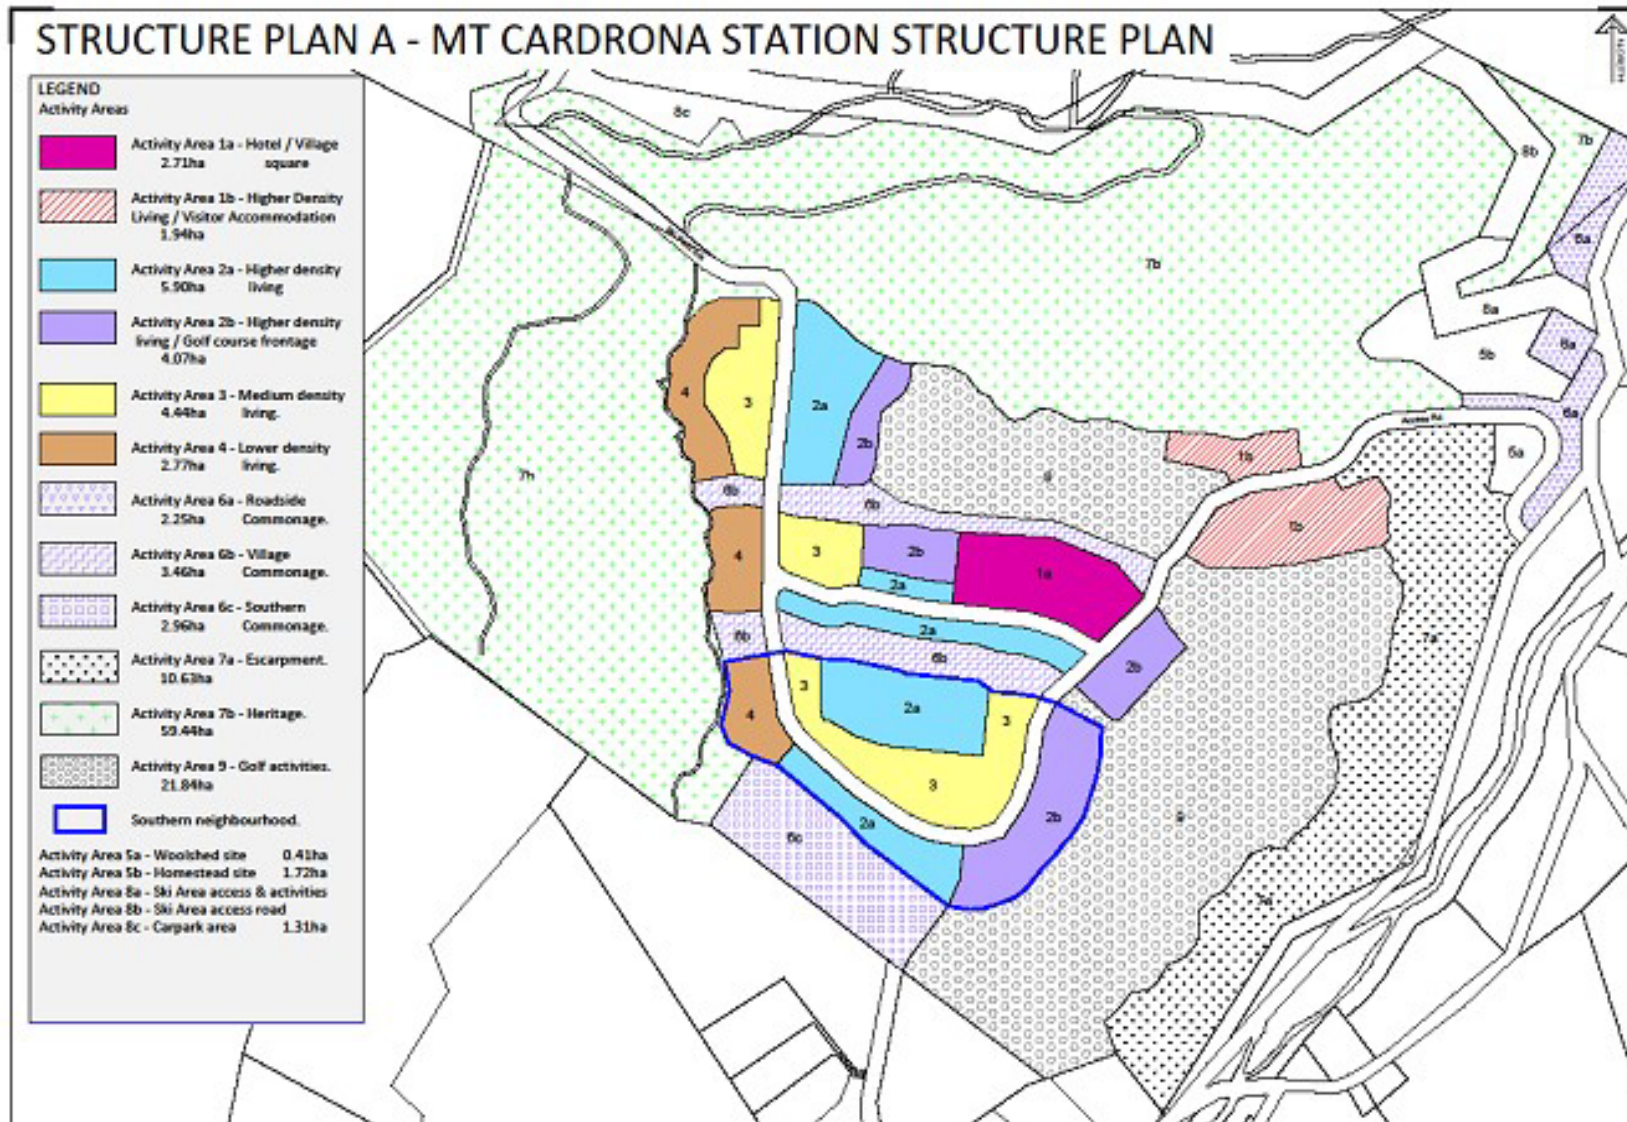 STRUCTURE PLAN A - MT CARDRONA STATION STRUCTURE PLAN
NORTH
LEGEND
Activity Areas
Activity Area 1a - Hotel / Village
2.71ha square
Activity Area 1b - Higher Density
Living / Visitor Accommodation
1.94ha
Activity Area 2a - Higher density
5.90ha living
Activity Area 2b - Higher density
living / Golf course frontage
4.07ha
Activity Area 3 - Medium density
4.44ha living.
Activity Area 4 - Lower density
2.77ha living.
Activity Area 6a - Roadside
2.25ha Commonage.
Activity Area 6b - Village
3.46ha Commonage.
Activity Area 6c - Southern
2.96ha Commonage.
Activity Area 7a - Escarpment.
10.63ha
Activity Area 7b - Heritage.
59.44ha
Activity Area 9 - Golf activities.
21.84ha
Southern neighbourhood.
Activity Area 5a - Woolshed site 0.41ha
Activity Area 5b - Homestead site 1.72ha
Activity Area 8a - Ski Area access & activities
Activity Area 8b - Ski Area access road
Activity Area 8c - Carpark area 1.31ha
8c
8b
7b
6a
7b
8a
6a
5b
6a
Access Rd
4
3
2a
2b
1b
5a
7b
9
6b
6b
1b
4
3
2b
2a
1a
2a
6b
6b
2b
7a
3
2a
3
4
3
2b
2a
6c
9
7a